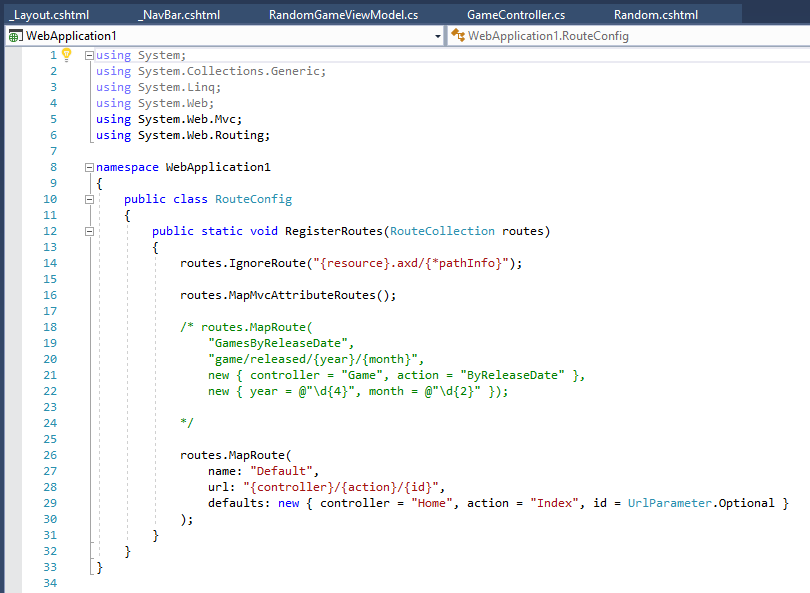 _Layout.cshtml _NavBar.cshtml RandomGameViewModel.cs GameController.cs Random.cshtml
WebApplication1 WebApplication1.RouteConfig
1 using System;
2 using System.Collections.Generic;
3 using System.Linq;
4 using System.Web;
5 using System.Web.Mvc;
6 using System.Web.Routing;
7
8 namespace WebApplication1
9 {
10 public class RouteConfig
11 {
12 public static void RegisterRoutes(RouteCollection routes)
13 {
14 routes.IgnoreRoute("{resource}.axd/{*pathInfo}");
15
16 routes.MapMvcAttributeRoutes();
17
18 /* routes.MapRoute(
19 "GamesByReleaseDate",
20 "game/released/{year}/{month}",
21 new { controller = "Game", action = "ByReleaseDate" },
22 new { year = @"\d{4}", month = @"\d{2}" });
23
24 */
25
26 routes.MapRoute(
27 name: "Default",
28 url: "{controller}/{action}/{id}",
29 defaults: new { controller = "Home", action = "Index", id = UrlParameter.Optional }
30 );
31 }
32 }
33 }
34